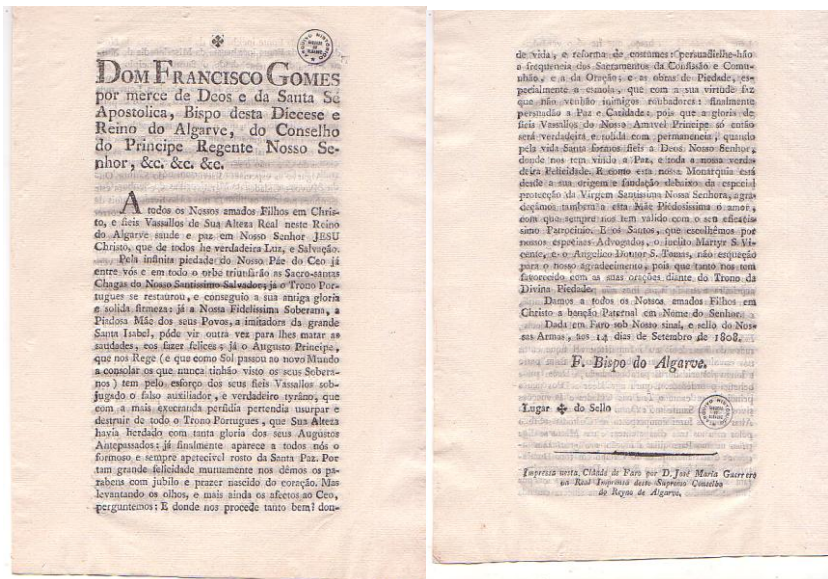 DOM FRANCISCO GOMES
por merce de Deos e da Santa Sé
Apostolica, Bispo desta Diecese e
Reino do Algarve, do Conselho
do Principe Regente Nosso Se-
nhor, &c. &c. &c.
A todos os Nossos amados Filhos em Chris-
to, e fieis Vassallos de Sua Alteza Real neste Reino
do Algarve saude e paz em Nosso Senhor JESU
Christo, que de todos he verdadeira Luz, e Salvação.
Pela infinita piedade do Nosso Páe do Ceo já
entre vós e em todo o orbe triunfarão as Sacro-santas
Chagas do Nosso Santissimo Salvador; já o Trono Por-
tugues se restaurou, e conseguio a sua antiga gloria
e solida firmeza: já a Nossa Fidelissima Soberana, a
Piadosa Mãe dos seus Povos, a imitadora da grande
Santa Isabel, póde vir outra vez para lhes matar as
saudades, e os fazer felices; já o Augusto Principe,
que nos Rege (e que como Sol passou ao novo Mundo
a consolar os que nunca tinhão visto os seus Sobera-
nos) tem pelo esforço dos seus fieis Vassallos sob-
jugado o falso auxiliador, e verdadeiro tyrãno, que
com a mais execranda perfidia pertendia usurpar e
destruir de todo o Trono Portugues, que Sua Alteza
havia herdado com tanta gloria dos seus Augustos
Antepassados: já finalmente aparece a todos nós o
formoso e sempre apetecivel rosto da Santa Paz. Por
tam grande felicidade mutuamente nos dêmos os pa-
rabens com jubilo e prazer nascido do coração. Mas
levantando os olhos, e mais ainda os afectos ao Ceo,
perguntemos: E donde nos procede tanto bem? don-
de vida, e reforma de costumes: persuadielhe-hão
a frequencia dos Sacramentos da Confissão e Comu-
nhão, e a da Oração; e as obras de Piedade, es-
pecialmente a esmola, que com a sua virtude faz
que não venhão inimigos roubadores: finalmente
persuadão a Paz e Caridade: pois que a gloria de
fieis Vassallos do Nosso Amavel Principe só então
será verdadeira e solida com permanencia, quando
pela vida Santa formos fieis a Deos Nosso Senhor,
donde nos tem vindo a Paz, e toda a nossa verda-
deira Felicidade. E como esta nossa Monarquia está
desde a sua origem e fundação debaixo da especial
protecção da Virgem Santissima Nossa Senhora, agra-
deçâmos tambem a esta Mãe Piedosissima o amor,
com que sempre nos tem valido com o seu eficacis-
simo Patrocinio. E os Santos, que escolhêmos por
nossos especiaes Advogados, o inclito Martyr S. Vi-
cente, e o Angelico Doutor S. Tomas, não esqueção
para o nosso agradecimento, pois que tanto nos tem
favorecido com as suas orações diante do Trono da
Divina Piedade.
Damos a todos os Nossos amados Filhos em
Christo a benção Paternal em Nome do Senhor.
Dada em Faro sob Nosso sinal, e sello do Nos-
sas Armas, aos 14 dias de Setembro de 1808.
F. Bispo do Algarve.
Lugar ✠ do Sello
Impressa nesta Cidade de Faro por D. José Maria Guerrero
na Real Imprensa deste Supremo Conselho
do Reyno de Algarve.